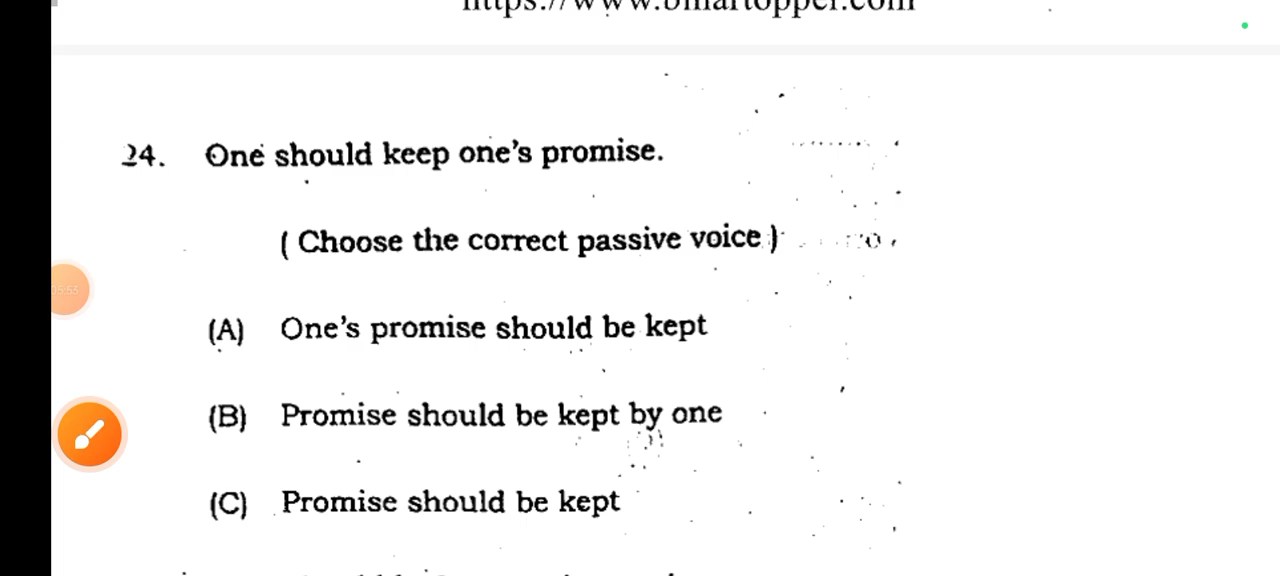 24. One should keep one's promise.
( Choose the correct passive voice )
(A) One's promise should be kept
(B) Promise should be kept by one
(C) Promise should be kept